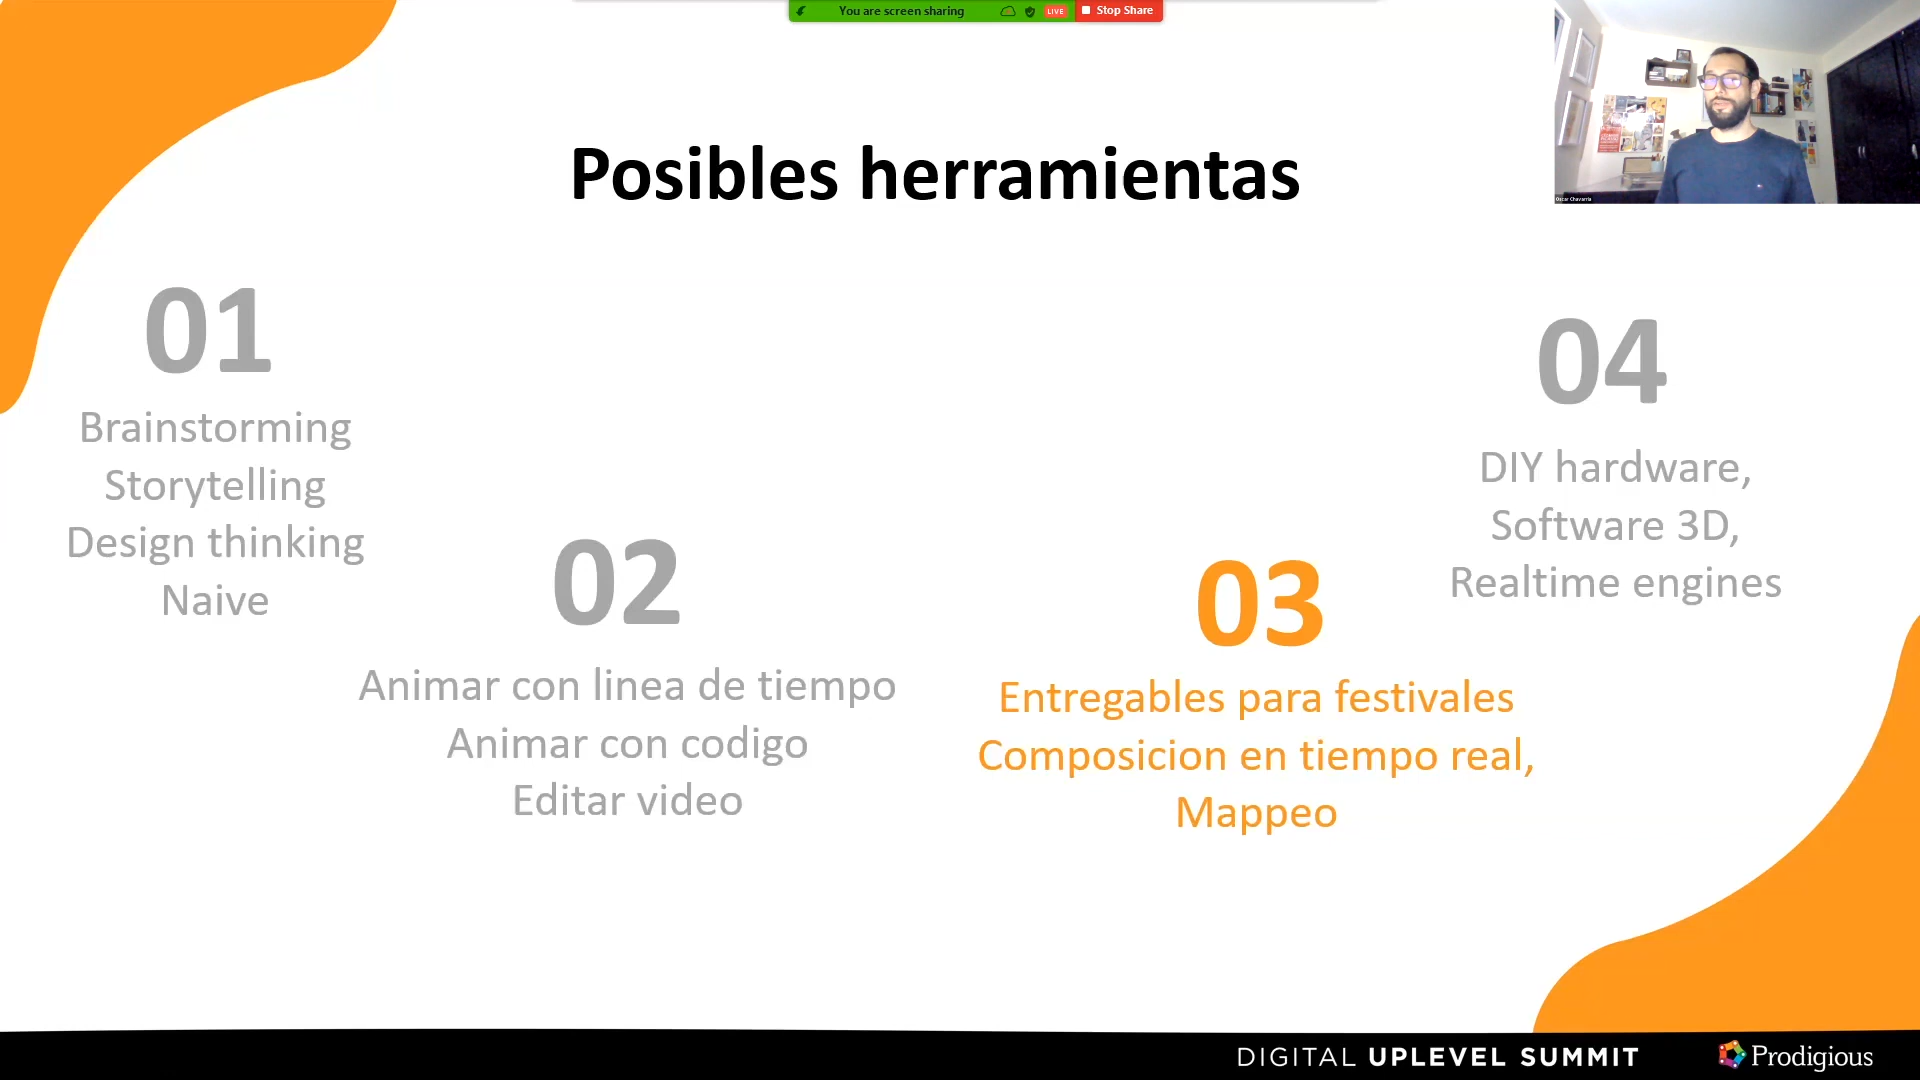 You are screen sharing
LIVE
Stop Share
Oscar Chavarria
Posibles herramientas
01
Brainstorming
Storytelling
Design thinking
Naive
02
Animar con linea de tiempo
Animar con codigo
Editar video
03
Entregables para festivales
Composicion en tiempo real,
Mappeo
04
DIY hardware,
Software 3D,
Realtime engines
DIGITAL UPLEVEL SUMMIT
Prodigious